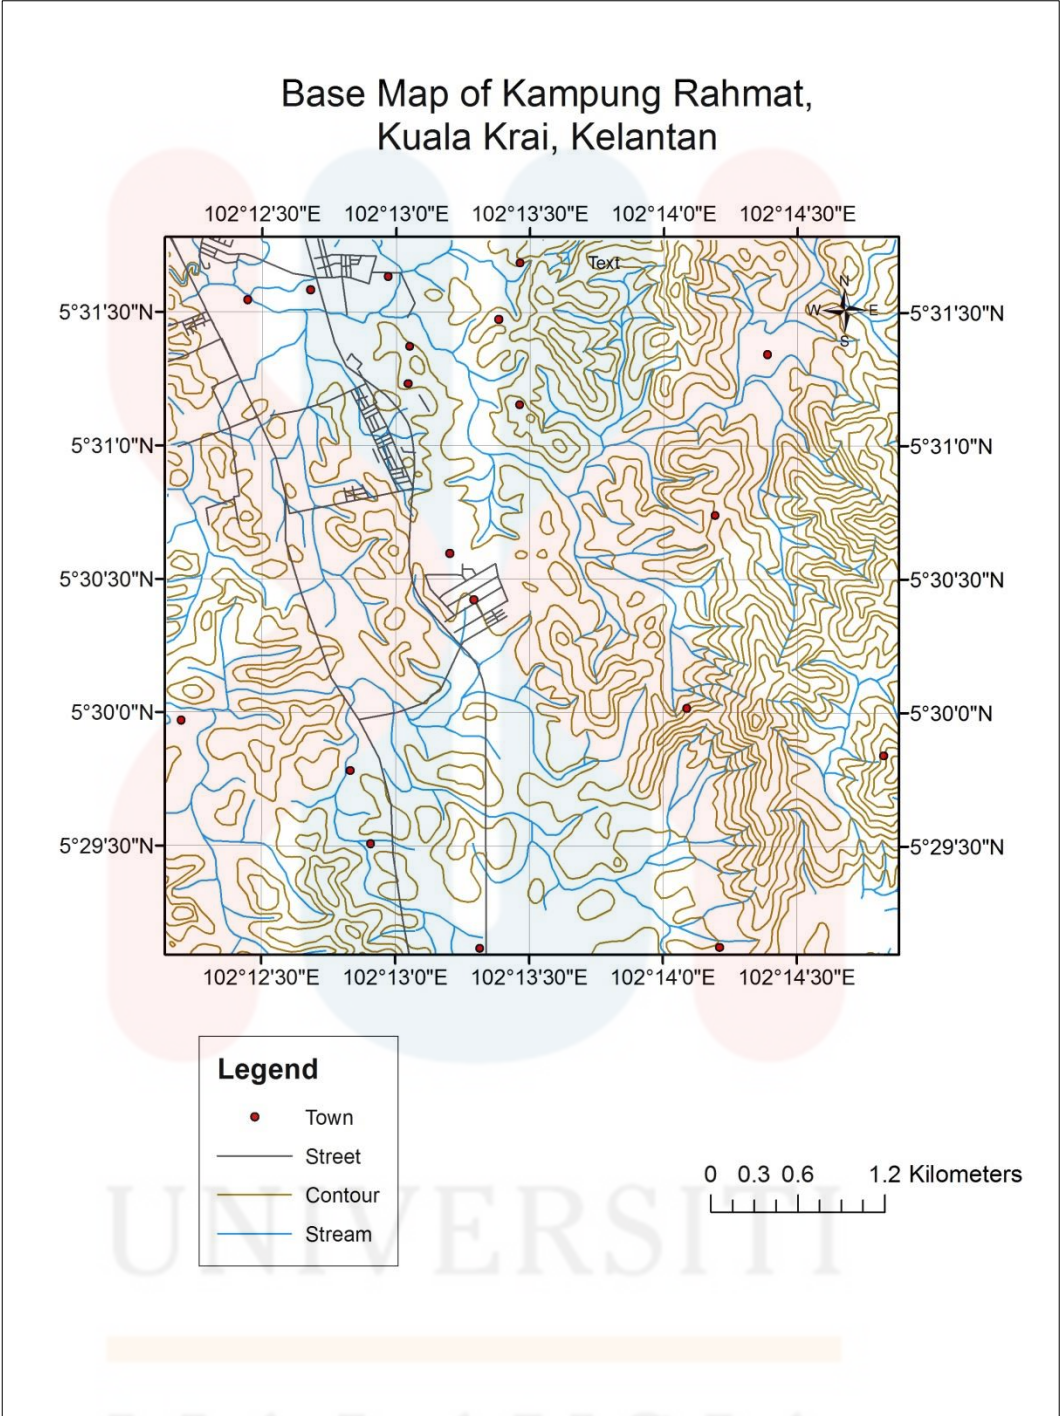 Base Map of Kampung Rahmat,
Kuala Krai, Kelantan
102°12'30"E 102°13'0"E 102°13'30"E 102°14'0"E 102°14'30"E
Text
N
W E
S
5°31'30"N 5°31'30"N
5°31'0"N 5°31'0"N
5°30'30"N 5°30'30"N
5°30'0"N 5°30'0"N
5°29'30"N 5°29'30"N
102°12'30"E 102°13'0"E 102°13'30"E 102°14'0"E 102°14'30"E
Legend
Town
Street
Contour
Stream
0 0.3 0.6 1.2 Kilometers
UNIVERSITI